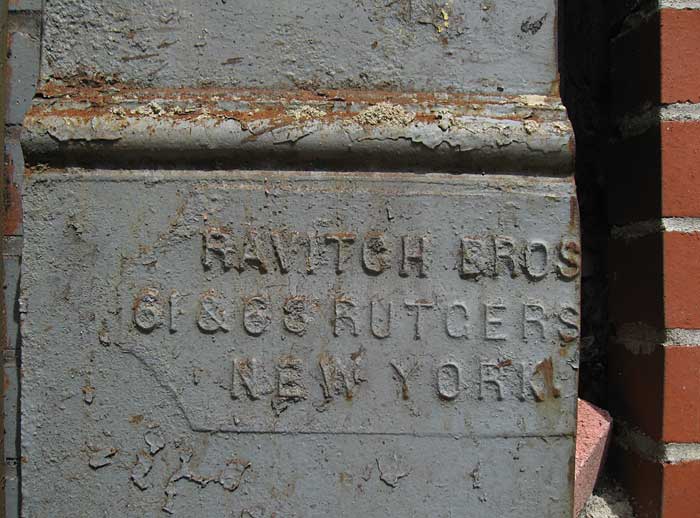 RAVITCH BROS
61 & 63 RUTGERS
NEW YORK